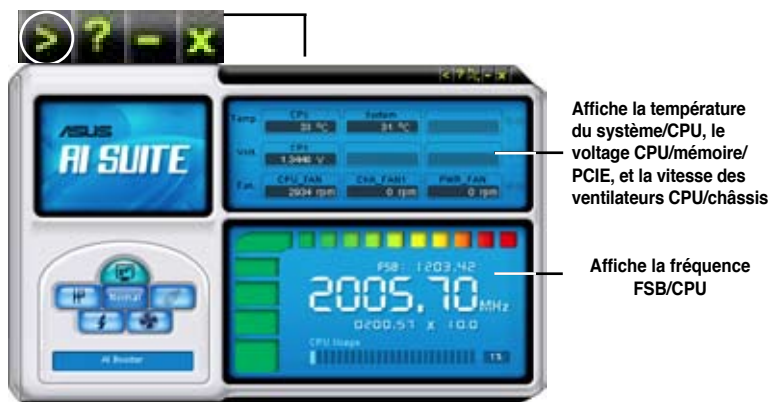 > ? - x
< ? - x
ASUS
AI SUITE
Temp. CPU System
33 °C 31 °C
Volt. CPU
1.3440 V
Fan. CPU_FAN CHA_FAN1 PWR_FAN
2934 rpm 0 rpm 0 rpm
Affiche la température
du système/CPU, le
voltage CPU/mémoire/
PCIE, et la vitesse des
ventilateurs CPU/châssis
FSB: 1203.42
2005.70 MHz
0200.57 x 10.0
CPU Usage
1%
Affiche la fréquence
FSB/CPU
Normal
AI Booster